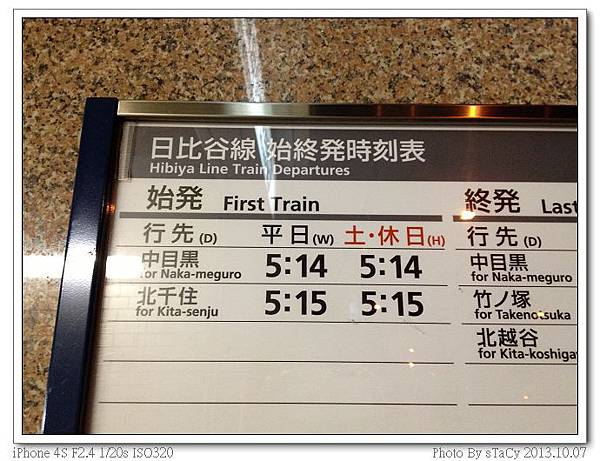 日比谷線 始終発時刻表
Hibiya Line Train Departures
始発 First Train
行先(D) 平日(W) 土・休日(H)
中目黒 5:14 5:14
for Naka-meguro
北千住 5:15 5:15
for Kita-senju
終発 Last
行先(D)
中目黒
for Naka-meguro
竹ノ塚
for Takenotsuka
北越谷
for Kita-koshigay
iPhone 4S F2.4 1/20s ISO320
Photo By sTaCy 2013.10.07